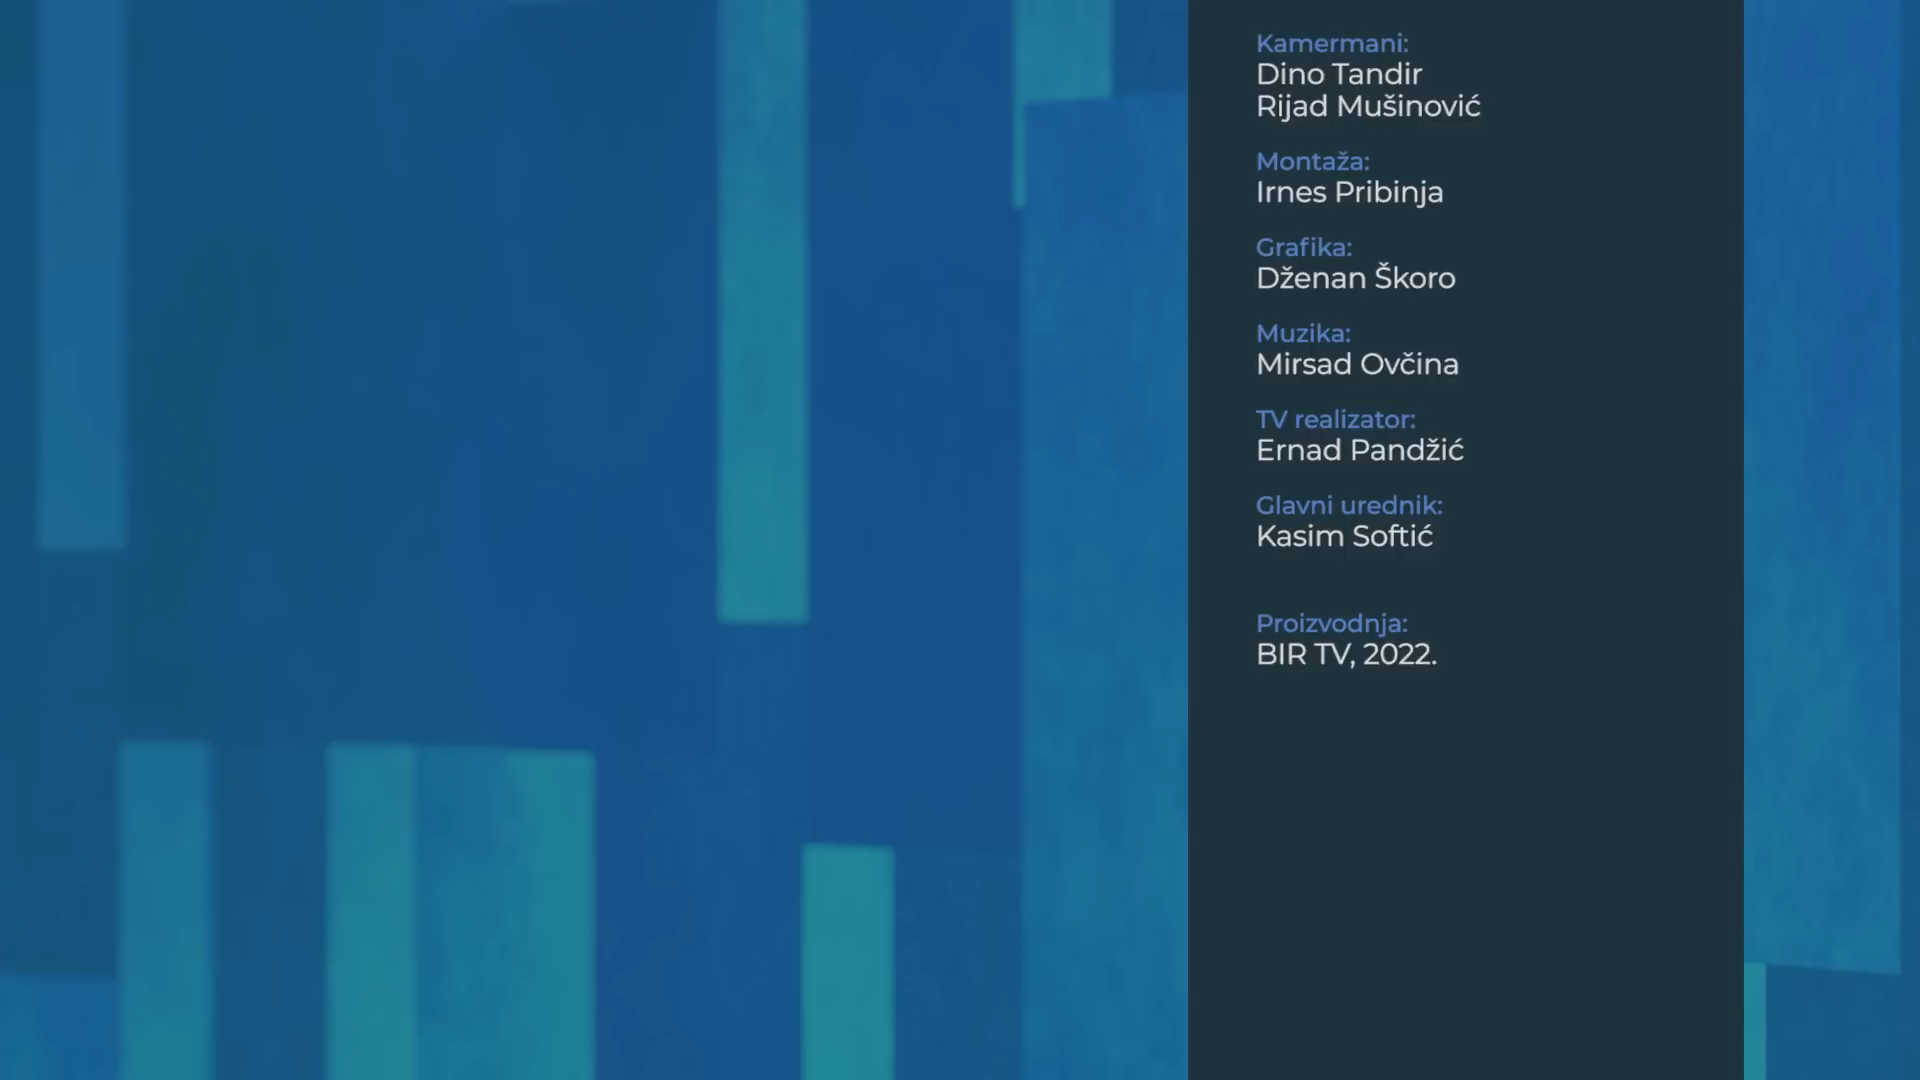 Kamermani:
Dino Tandir
Rijad Mušinović
Montaža:
Irnes Pribinja
Grafika:
Dženan Škoro
Muzika:
Mirsad Ovčina
TV realizator:
Ernad Pandžić
Glavni urednik:
Kasim Softić
Proizvodnja:
BIR TV, 2022.